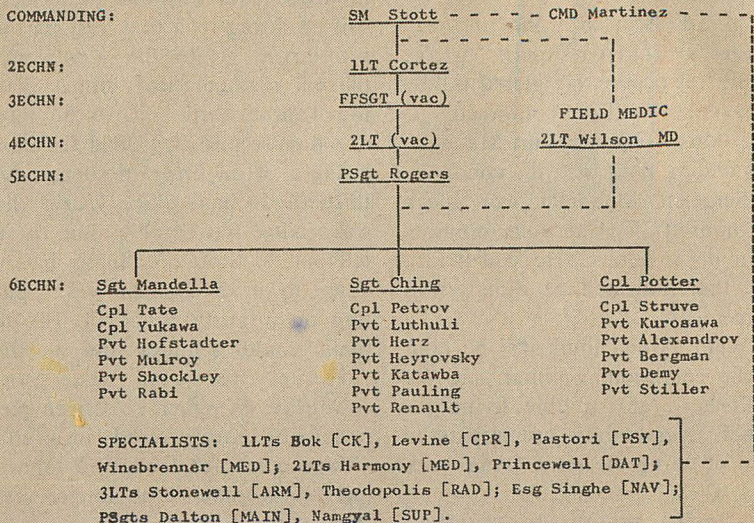 COMMANDING: SM Stott - - - - - CMD Martinez
2ECHN: 1LT Cortez
3ECHN: FFSGT (vac)
FIELD MEDIC
4ECHN: 2LT (vac) 2LT Wilson MD
5ECHN: PSgt Rogers
6ECHN: Sgt Mandella Sgt Ching Cpl Potter
Cpl Tate Cpl Petrov Cpl Struve
Cpl Yukawa Pvt Luthuli Pvt Kurosawa
Pvt Hofstadter Pvt Herz Pvt Alexandrov
Pvt Mulroy Pvt Heyrovsky Pvt Bergman
Pvt Shockley Pvt Katawba Pvt Demy
Pvt Rabi Pvt Pauling Pvt Stiller
Pvt Renault
SPECIALISTS: 1LTs Bok [CK], Levine [CPR], Pastori [PSY],
Winebrenner [MED]; 2LTs Harmony [MED], Princewell [DAT];
3LTs Stonewell [ARM], Theodopolis [RAD]; Esg Singhe [NAV];
PSgts Dalton [MAIN], Namgyal [SUP].